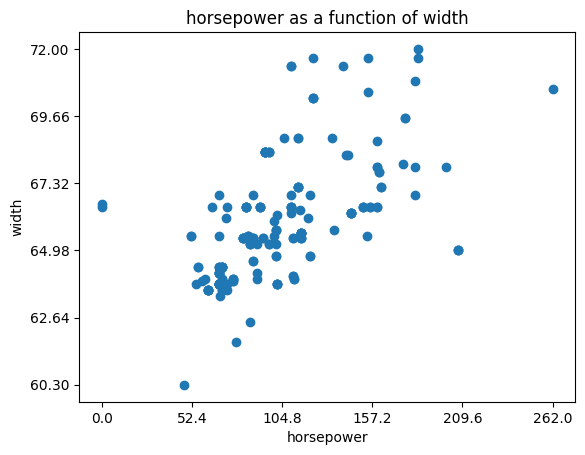 horsepower as a function of width
72.00
69.66
67.32
64.98
62.64
60.30
width
0.0 52.4 104.8 157.2 209.6 262.0
horsepower